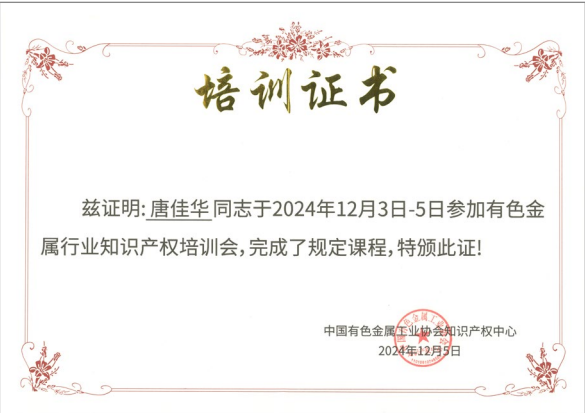 培训证书
兹证明:唐佳华同志于2024年12月3日-5日参加有色金
属行业知识产权培训会,完成了规定课程,特颁此证!
中国有色金属工业协会知识产权中心
2024年12月5日